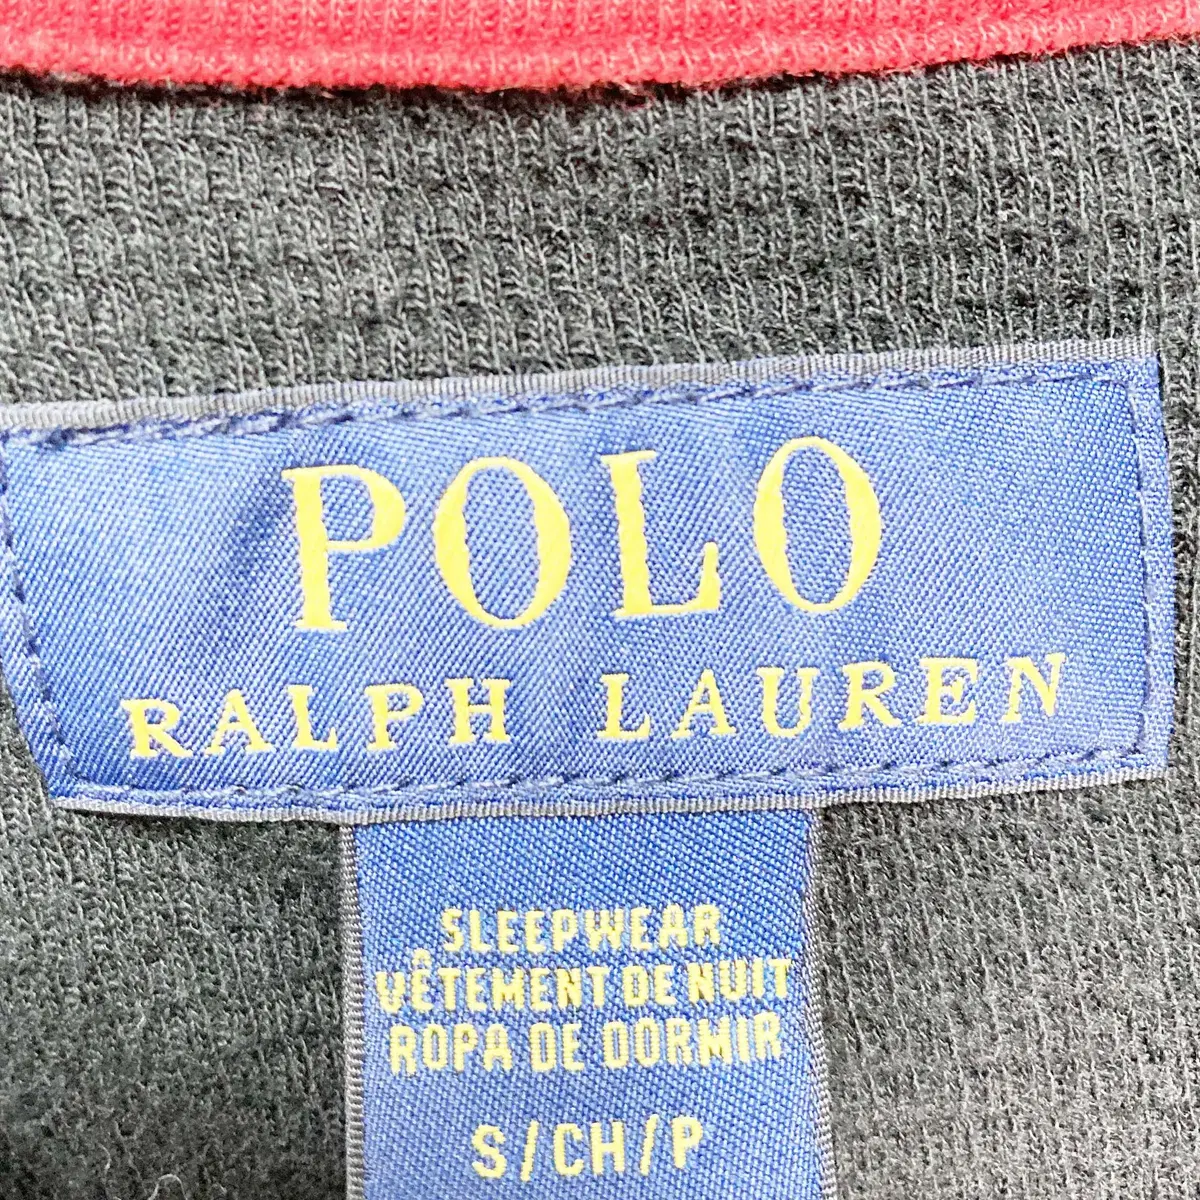 POLO
RALPH LAUREN
SLEEPWEAR
VÊTEMENT DE NUIT
ROPA DE DORMIR
S/CH/P